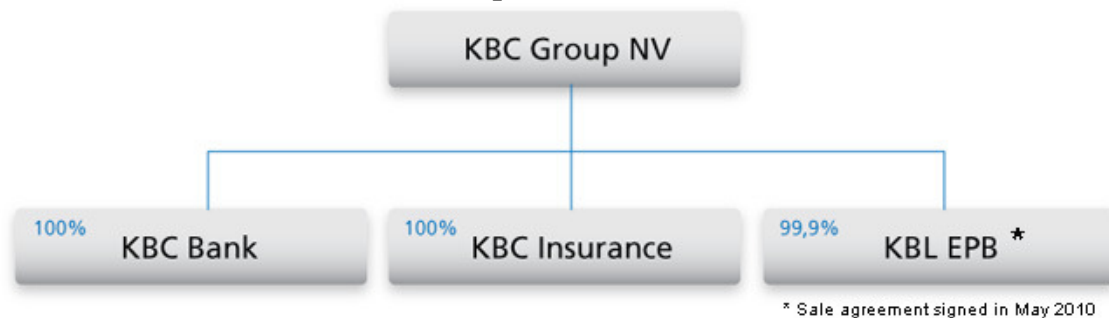 KBC Group NV
100%
KBC Bank
100%
KBC Insurance
99,9%
KBL EPB *
* Sale agreement signed in May 2010